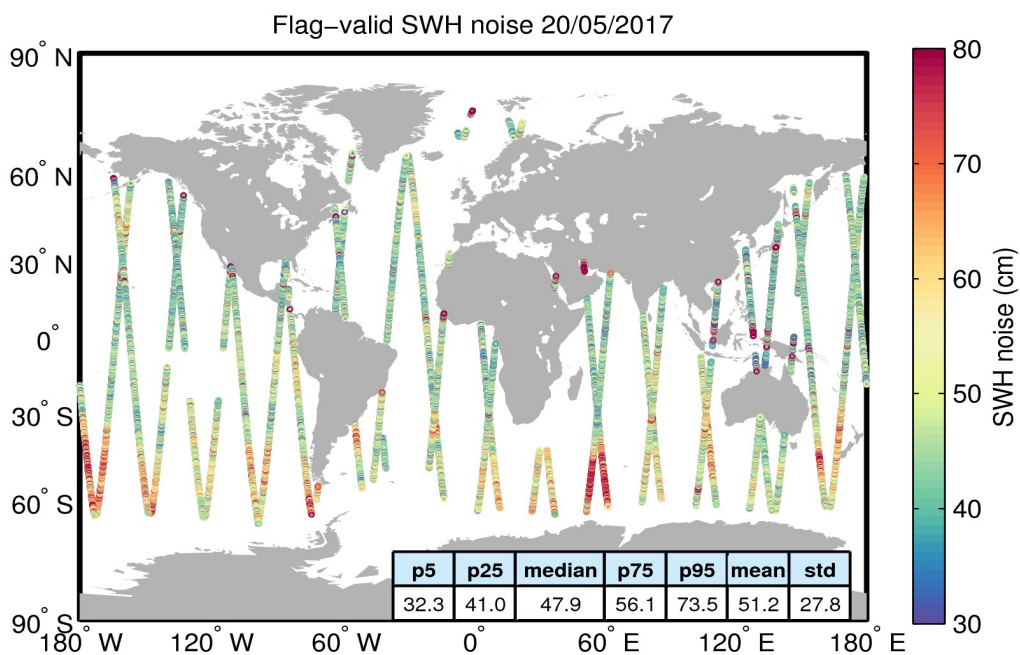 Flag−valid SWH noise 20/05/2017
90° N
60° N
30° N
0°
30° S
60° S
90° S
180° W 120° W 60° W 0° 60° E 120° E 180° E
p5 p25 median p75 p95 mean std
32.3 41.0 47.9 56.1 73.5 51.2 27.8
80
70
60
50
40
30
SWH noise (cm)